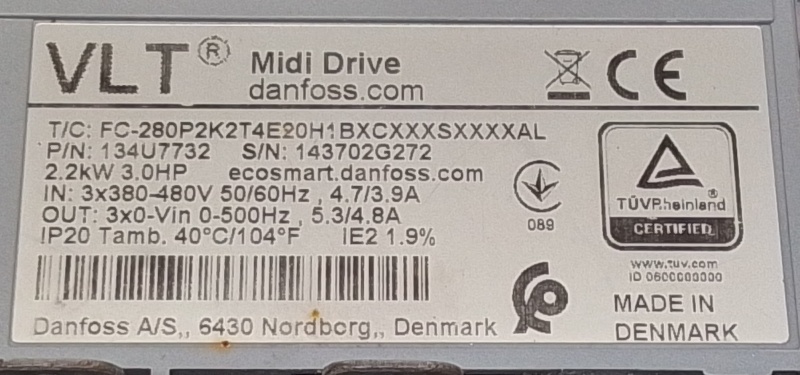 VLT® Midi Drive
danfoss.com
CE
T/C: FC-280P2K2T4E20H1BXCXXXSXXXXAL
P/N: 134U7732 S/N: 143702G272
2.2kW 3.0HP ecosmart.danfoss.com
IN: 3x380-480V 50/60Hz , 4.7/3.9A
OUT: 3x0-Vin 0-500Hz , 5.3/4.8A
IP20 Tamb. 40°C/104°F IE2 1.9%
089
TÜVRheinland®
CERTIFIED
www.tuv.com
ID 0600000000
MADE IN
DENMARK
Danfoss A/S,, 6430 Nordborg,, Denmark